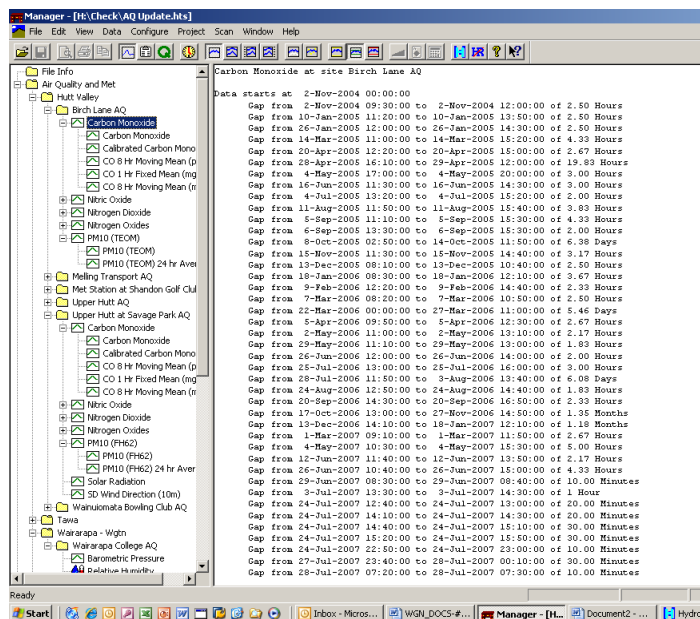 Manager - [H:\Check\AQ Update.hts]
File Edit View Data Configure Project Scan Window Help
File Info
Air Quality and Met
Hutt Valley
Birch Lane AQ
Carbon Monoxide
Carbon Monoxide
Calibrated Carbon Mono
CO 8 Hr Moving Mean (p
CO 1 Hr Fixed Mean (mg
CO 8 Hr Moving Mean (m
Nitric Oxide
Nitrogen Dioxide
Nitrogen Oxides
PM10 (TEOM)
PM10 (TEOM)
PM10 (TEOM) 24 hr Aver
Melling Transport AQ
Met Station at Shandon Golf Clul
Upper Hutt AQ
Upper Hutt at Savage Park AQ
Carbon Monoxide
Carbon Monoxide
Calibrated Carbon Mono
CO 8 Hr Moving Mean (p
CO 1 Hr Fixed Mean (mg
CO 8 Hr Moving Mean (m
Nitric Oxide
Nitrogen Dioxide
Nitrogen Oxides
PM10 (FH62)
PM10 (FH62)
PM10 (FH62) 24 hr Aver
Solar Radiation
SD Wind Direction (10m)
Wainuiomata Bowling Club AQ
Tawa
Wairarapa - Wgtn
Wairarapa College AQ
Barometric Pressure
Relative Humidity
Carbon Monoxide at site Birch Lane AQ
Data starts at 2-Nov-2004 00:00:00
Gap from 2-Nov-2004 09:30:00 to 2-Nov-2004 12:00:00 of 2.50 Hours
Gap from 10-Jan-2005 11:20:00 to 10-Jan-2005 13:50:00 of 2.50 Hours
Gap from 26-Jan-2005 12:00:00 to 26-Jan-2005 14:30:00 of 2.50 Hours
Gap from 14-Mar-2005 11:00:00 to 14-Mar-2005 15:20:00 of 4.33 Hours
Gap from 20-Apr-2005 12:20:00 to 20-Apr-2005 15:00:00 of 2.67 Hours
Gap from 28-Apr-2005 16:10:00 to 29-Apr-2005 12:00:00 of 19.83 Hours
Gap from 4-May-2005 17:00:00 to 4-May-2005 20:00:00 of 3.00 Hours
Gap from 16-Jun-2005 11:30:00 to 16-Jun-2005 14:30:00 of 3.00 Hours
Gap from 4-Jul-2005 13:20:00 to 4-Jul-2005 15:20:00 of 2.00 Hours
Gap from 11-Aug-2005 11:50:00 to 11-Aug-2005 15:40:00 of 3.83 Hours
Gap from 5-Sep-2005 11:10:00 to 5-Sep-2005 15:30:00 of 4.33 Hours
Gap from 6-Sep-2005 13:30:00 to 6-Sep-2005 15:30:00 of 2.00 Hours
Gap from 8-Oct-2005 02:50:00 to 14-Oct-2005 11:50:00 of 6.38 Days
Gap from 15-Nov-2005 11:30:00 to 15-Nov-2005 14:40:00 of 3.17 Hours
Gap from 13-Dec-2005 08:10:00 to 13-Dec-2005 10:40:00 of 2.50 Hours
Gap from 18-Jan-2006 08:30:00 to 18-Jan-2006 12:10:00 of 3.67 Hours
Gap from 9-Feb-2006 12:20:00 to 9-Feb-2006 14:40:00 of 2.33 Hours
Gap from 7-Mar-2006 08:20:00 to 7-Mar-2006 10:50:00 of 2.50 Hours
Gap from 22-Mar-2006 00:00:00 to 27-Mar-2006 11:00:00 of 5.46 Days
Gap from 5-Apr-2006 09:50:00 to 5-Apr-2006 12:30:00 of 2.67 Hours
Gap from 2-May-2006 11:00:00 to 2-May-2006 13:10:00 of 2.17 Hours
Gap from 29-May-2006 11:10:00 to 29-May-2006 13:00:00 of 1.83 Hours
Gap from 26-Jun-2006 12:00:00 to 26-Jun-2006 14:00:00 of 2.00 Hours
Gap from 25-Jul-2006 13:00:00 to 25-Jul-2006 16:00:00 of 3.00 Hours
Gap from 28-Jul-2006 11:50:00 to 3-Aug-2006 13:40:00 of 6.08 Days
Gap from 24-Aug-2006 12:50:00 to 24-Aug-2006 14:40:00 of 1.83 Hours
Gap from 20-Sep-2006 14:30:00 to 20-Sep-2006 16:50:00 of 2.33 Hours
Gap from 17-Oct-2006 13:00:00 to 27-Nov-2006 14:50:00 of 1.35 Months
Gap from 13-Dec-2006 14:10:00 to 18-Jan-2007 12:10:00 of 1.18 Months
Gap from 1-Mar-2007 09:10:00 to 1-Mar-2007 11:50:00 of 2.67 Hours
Gap from 4-May-2007 10:30:00 to 4-May-2007 15:30:00 of 5.00 Hours
Gap from 12-Jun-2007 11:40:00 to 12-Jun-2007 13:50:00 of 2.17 Hours
Gap from 26-Jun-2007 10:40:00 to 26-Jun-2007 15:00:00 of 4.33 Hours
Gap from 29-Jun-2007 08:30:00 to 29-Jun-2007 08:40:00 of 10.00 Minutes
Gap from 3-Jul-2007 13:30:00 to 3-Jul-2007 14:30:00 of 1 Hour
Gap from 24-Jul-2007 12:40:00 to 24-Jul-2007 13:00:00 of 20.00 Minutes
Gap from 24-Jul-2007 14:10:00 to 24-Jul-2007 14:30:00 of 20.00 Minutes
Gap from 24-Jul-2007 14:40:00 to 24-Jul-2007 15:10:00 of 30.00 Minutes
Gap from 24-Jul-2007 15:20:00 to 24-Jul-2007 15:50:00 of 30.00 Minutes
Gap from 24-Jul-2007 22:50:00 to 24-Jul-2007 23:00:00 of 10.00 Minutes
Gap from 27-Jul-2007 23:40:00 to 28-Jul-2007 00:10:00 of 30.00 Minutes
Gap from 28-Jul-2007 07:20:00 to 28-Jul-2007 07:30:00 of 10.00 Minutes
Ready
Start
Inbox - Micros...
WGN_DOCS-#...
Manager - [H...
Document2 - ...
Hydro